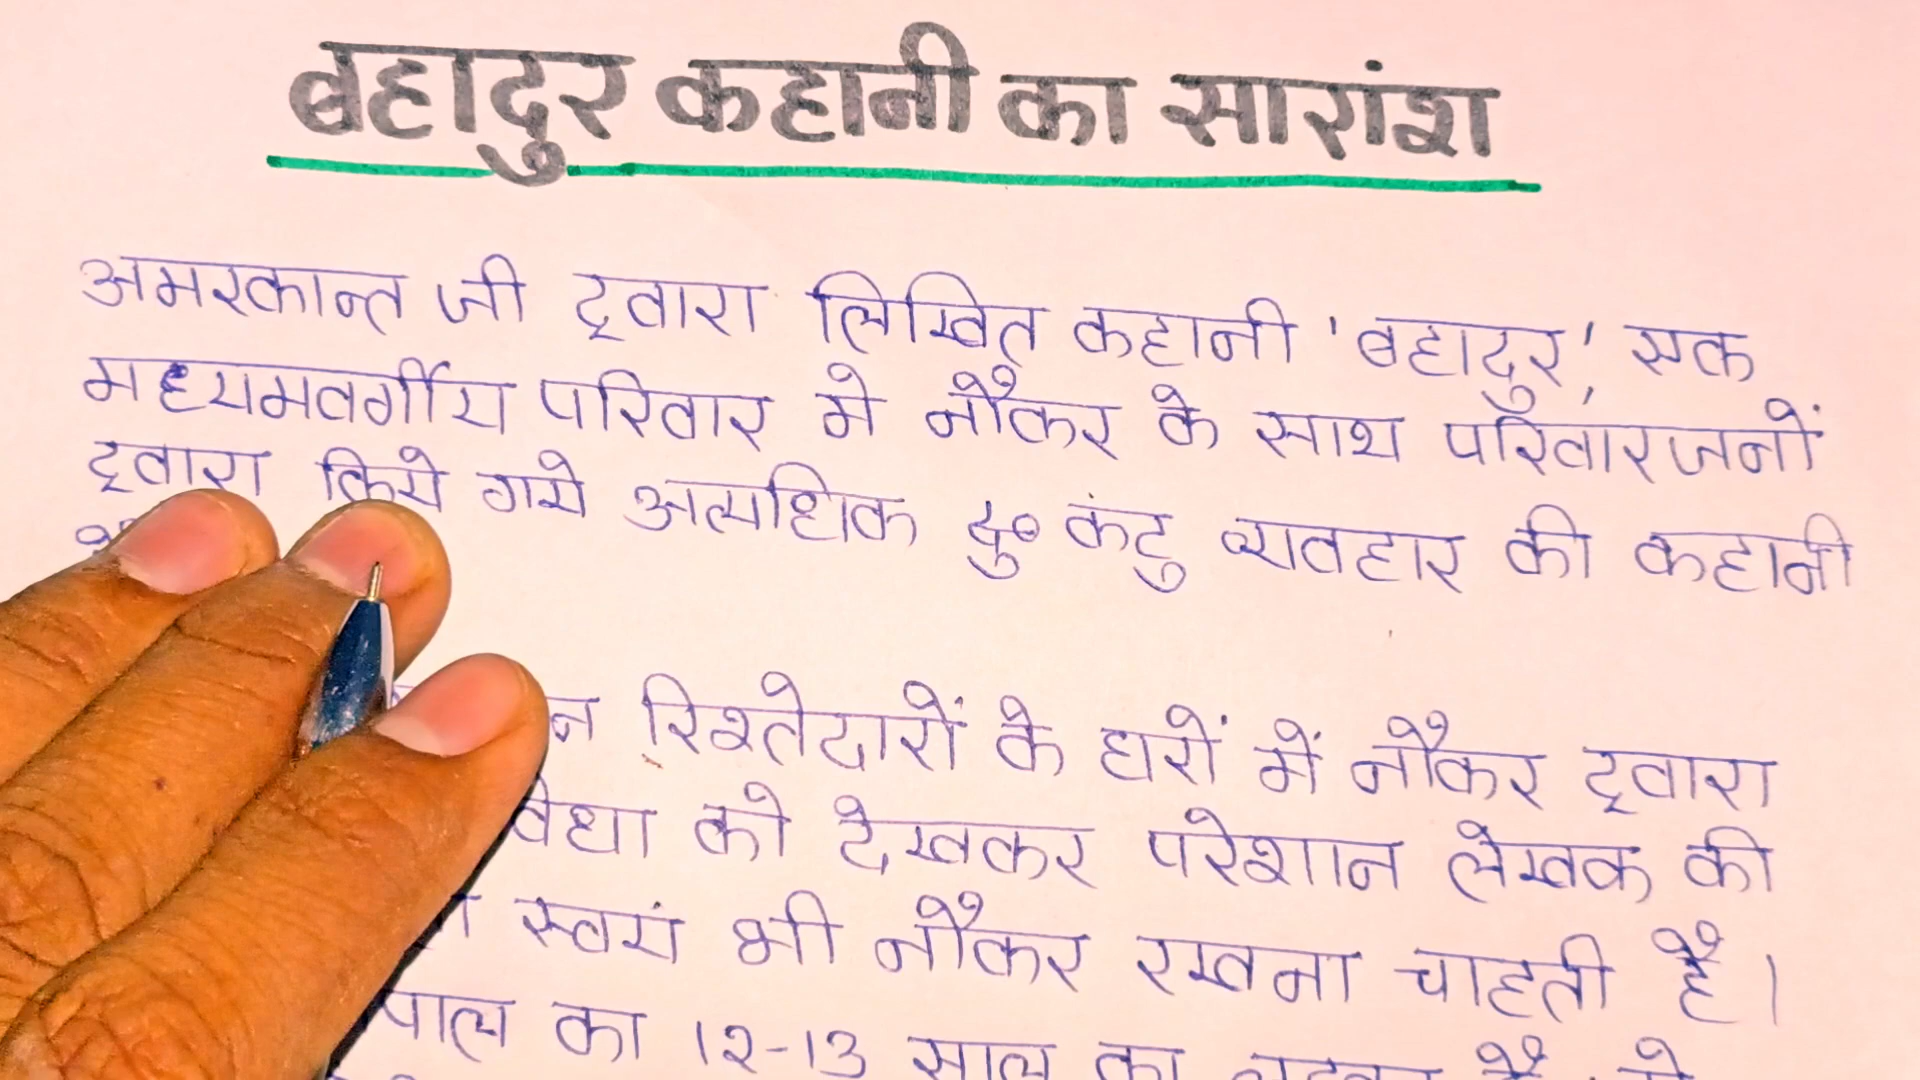 बहादुर कहानी का सारांश
अमरकान्त जी द्वारा लिखित कहानी 'बहादुर', एक
मध्यमवर्गीय परिवार मे नौकर के साथ परिवारजनों
द्वारा किये गये अत्यधिक कटु व्यवहार की कहानी
रिश्तेदारों के घरों में नौकर द्वारा
को देखकर परेशान लेखक की
स्वयं भी नौकर रखना चाहती है।
का 12-13 साल का